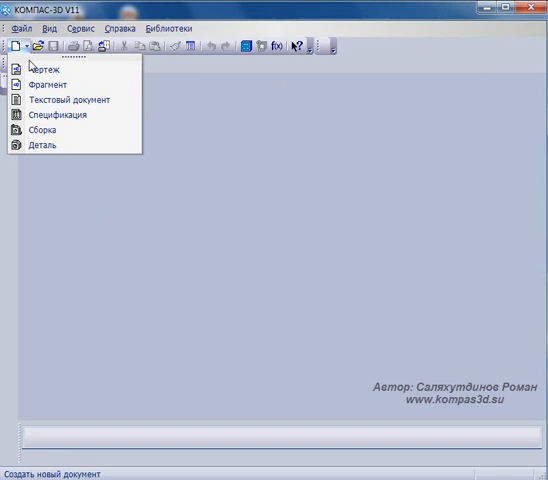 КОМПАС-3D V11
Файл Вид Сервис Справка Библиотеки
f(x) ?
Чертеж
Фрагмент
Текстовый документ
Спецификация
Сборка
Деталь
Автор: Саляхутдинов Роман
www.kompas3d.su
Создать новый документ